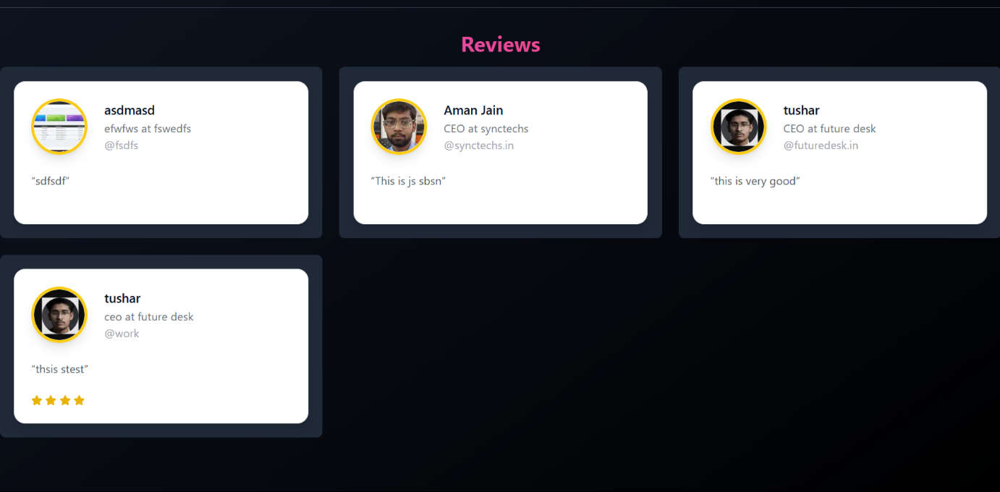 Reviews
asdmasd
efwfws at fswedfs
@fsdfs
“sdfsdf”
Aman Jain
CEO at synctechs
@synctechs.in
“This is js sbsn”
tushar
CEO at future desk
@futuredesk.in
“this is very good”
tushar
ceo at future desk
@work
“thsis stest”